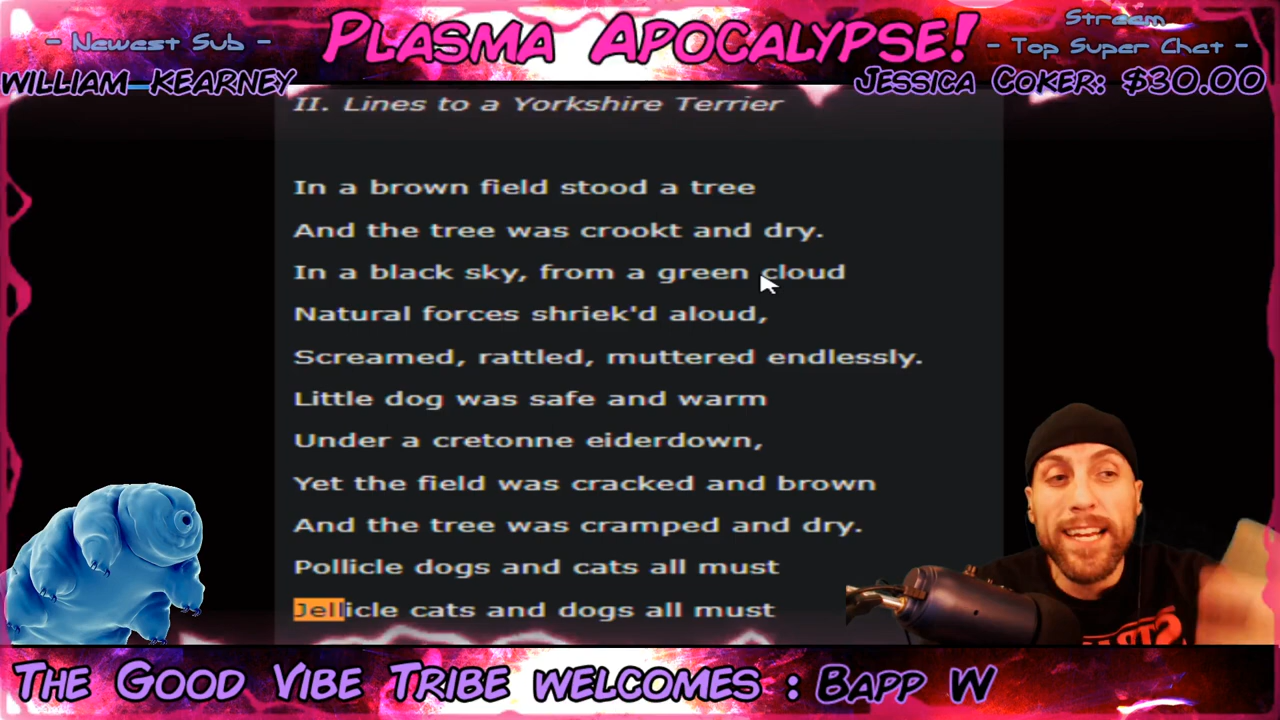 - Newest Sub -
WILLIAM KEARNEY
PLASMA APOCALYPSE!
Stream
- Top Super Chat -
JESSICA COKER: $30.00
II. Lines to a Yorkshire Terrier
In a brown field stood a tree
And the tree was crookt and dry.
In a black sky, from a green cloud
Natural forces shriek'd aloud,
Screamed, rattled, muttered endlessly.
Little dog was safe and warm
Under a cretonne eiderdown,
Yet the field was cracked and brown
And the tree was cramped and dry.
Pollicle dogs and cats all must
Jellicle cats and dogs all must
THE GOOD VIBE TRIBE WELCOMES : BAPP W